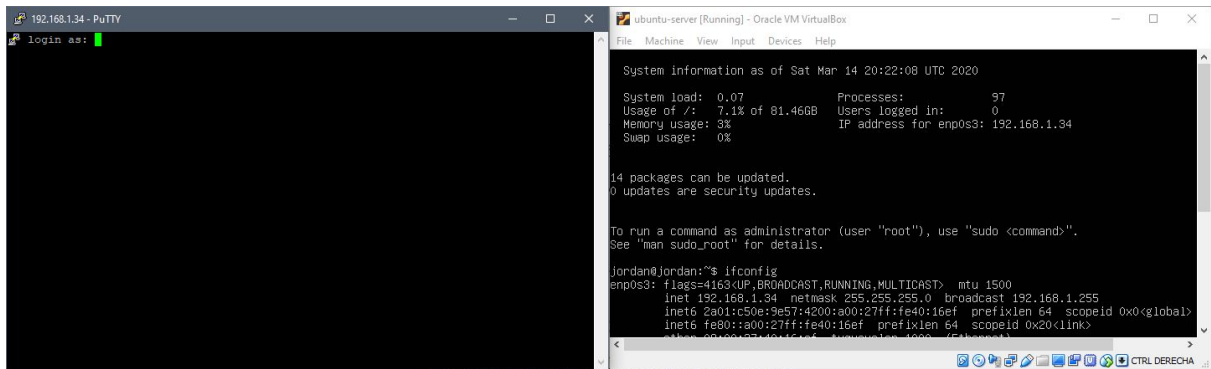 192.168.1.34 - PuTTY
login as:
ubuntu-server [Running] - Oracle VM VirtualBox
File Machine View Input Devices Help
System information as of Sat Mar 14 20:22:08 UTC 2020
System load: 0.07 Processes: 97
Usage of /: 7.1% of 81.46GB Users logged in: 0
Memory usage: 3% IP address for enp0s3: 192.168.1.34
Swap usage: 0%
14 packages can be updated.
0 updates are security updates.
To run a command as administrator (user "root"), use "sudo <command>".
See "man sudo_root" for details.
jordan@jordan:~$ ifconfig
enp0s3: flags=4163<UP,BROADCAST,RUNNING,MULTICAST> mtu 1500
inet 192.168.1.34 netmask 255.255.255.0 broadcast 192.168.1.255
inet6 2a01:c50e:9e57:4200:a00:27ff:fe40:16ef prefixlen 64 scopeid 0x0<global>
inet6 fe80::a00:27ff:fe40:16ef prefixlen 64 scopeid 0x20<link>
CTRL DERECHA